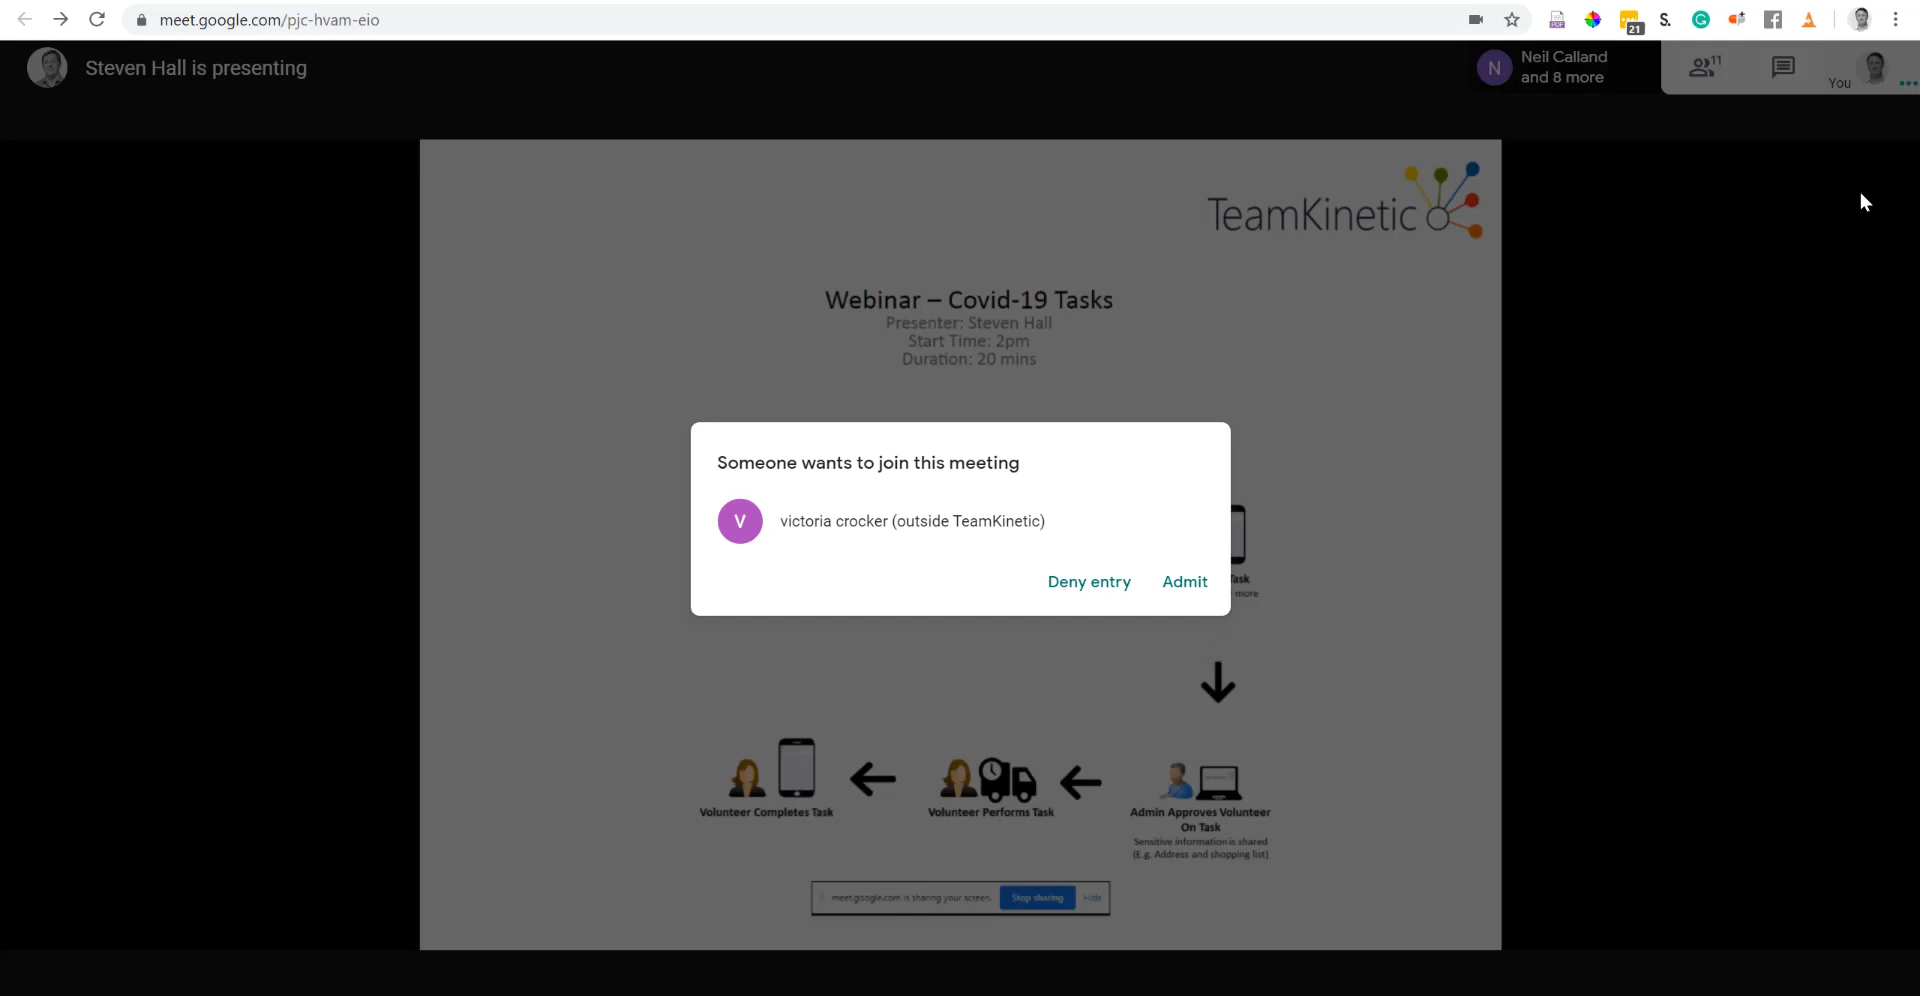 meet.google.com/pjc-hvam-eio
21
Steven Hall is presenting
N
Neil Calland
and 8 more
11
You
TeamKinetic
Webinar – Covid-19 Tasks
Presenter: Steven Hall
Start Time: 2pm
Duration: 20 mins
Someone wants to join this meeting
V
victoria crocker (outside TeamKinetic)
Deny entry
Admit
Task
more
Volunteer Completes Task
Volunteer Performs Task
Admin Approves Volunteer
On Task
Sensitive information is shared
(E.g. Address and shopping list)
meet.google.com is sharing your screen.
Stop sharing
Hide